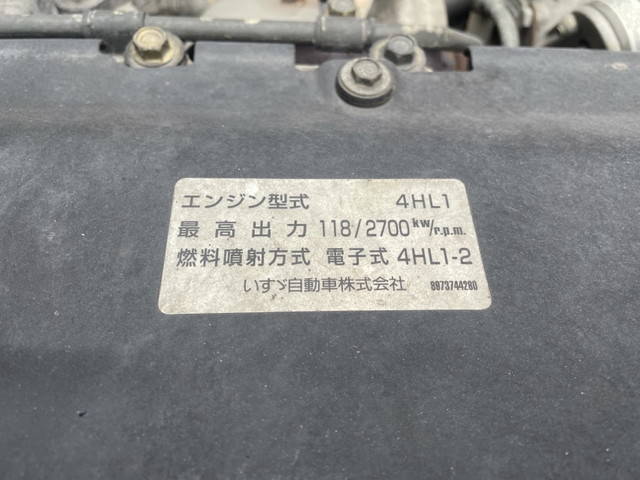 エンジン型式 4HL1
最高出力 118/2700 kW/r.p.m.
燃料噴射方式 電子式 4HL1-2
いすゞ自動車株式会社 8973744280